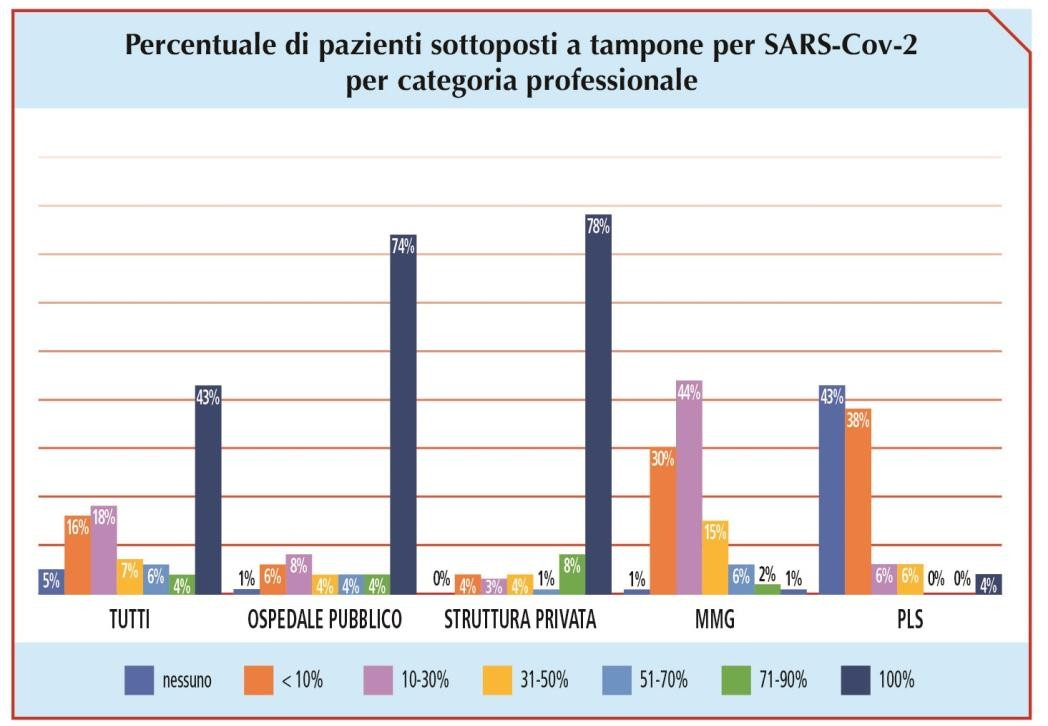 Percentuale di pazienti sottoposti a tampone per SARS-Cov-2
per categoria professionale
5% 16% 18% 7% 6% 4% 43%
1% 6% 8% 4% 4% 4% 74%
0% 4% 3% 4% 1% 8% 78%
1% 30% 44% 15% 6% 2% 1%
43% 38% 6% 6% 0% 0% 4%
TUTTI OSPEDALE PUBBLICO STRUTTURA PRIVATA MMG PLS
nessuno < 10% 10-30% 31-50% 51-70% 71-90% 100%